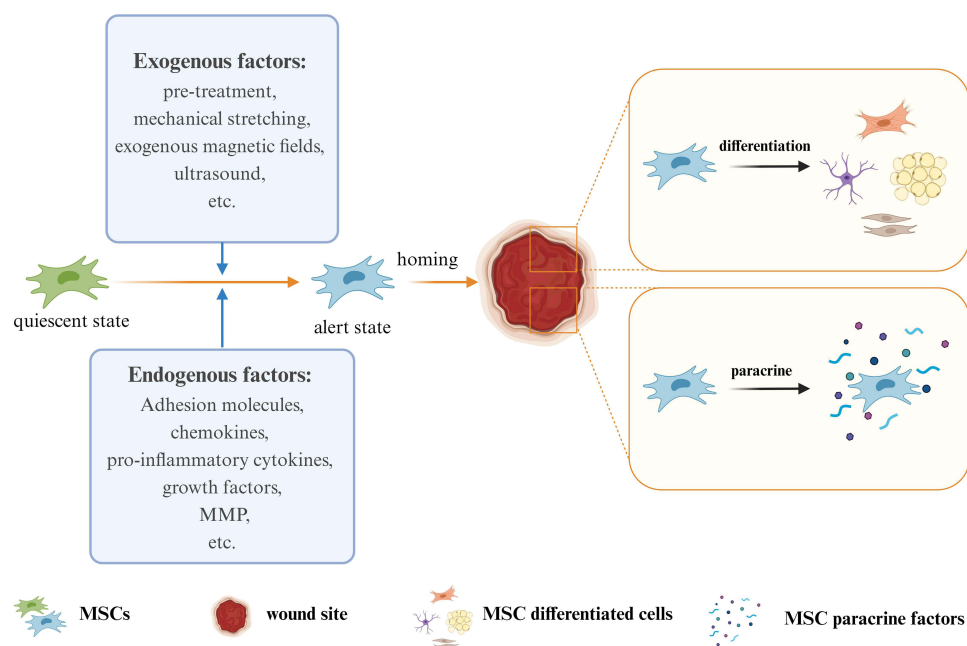 Exogenous factors:
pre-treatment,
mechanical stretching,
exogenous magnetic fields,
ultrasound,
etc.
quiescent state
alert state
homing
Endogenous factors:
Adhesion molecules,
chemokines,
pro-inflammatory cytokines,
growth factors,
MMP,
etc.
differentiation
paracrine
MSCs
wound site
MSC differentiated cells
MSC paracrine factors